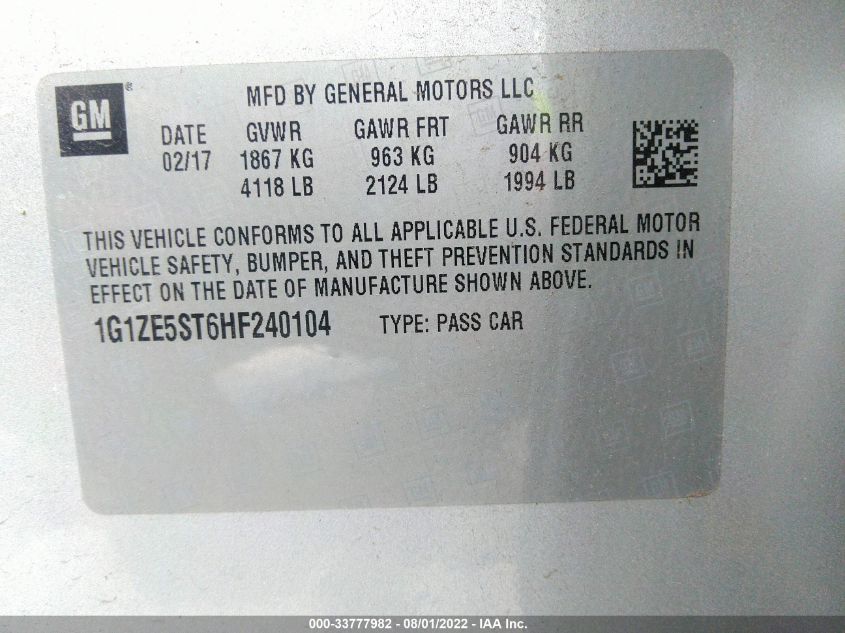 GM®
MFD BY GENERAL MOTORS LLC
DATE GVWR GAWR FRT GAWR RR
02/17 1867 KG 963 KG 904 KG
4118 LB 2124 LB 1994 LB
THIS VEHICLE CONFORMS TO ALL APPLICABLE U.S. FEDERAL MOTOR
VEHICLE SAFETY, BUMPER, AND THEFT PREVENTION STANDARDS IN
EFFECT ON THE DATE OF MANUFACTURE SHOWN ABOVE.
1G1ZE5ST6HF240104 TYPE: PASS CAR
000-33777982 - 08/01/2022 - IAA Inc.